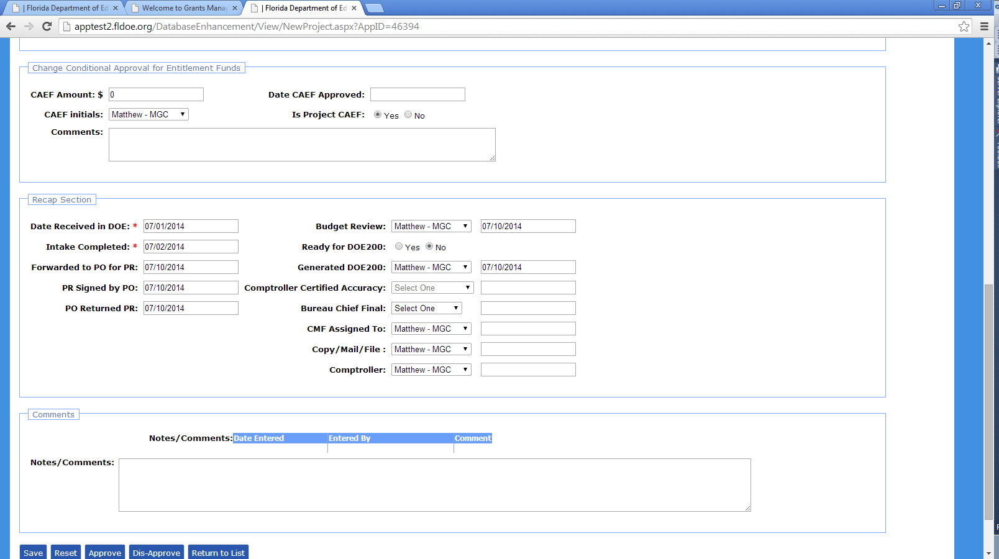 | Florida Department of Ed
Welcome to Grants Mana
| Florida Department of Ed
apptest2.fldoe.org/DatabaseEnhancement/View/NewProject.aspx?AppID=46394
Change Conditional Approval for Entitlement Funds
CAEF Amount: $ 0 Date CAEF Approved:
CAEF initials: Matthew - MGC Is Project CAEF: Yes No
Comments:
Recap Section
Date Received in DOE: * 07/01/2014 Budget Review: Matthew - MGC 07/10/2014
Intake Completed: * 07/02/2014 Ready for DOE200: Yes No
Forwarded to PO for PR: 07/10/2014 Generated DOE200: Matthew - MGC 07/10/2014
PR Signed by PO: 07/10/2014 Comptroller Certified Accuracy: Select One
PO Returned PR: 07/10/2014 Bureau Chief Final: Select One
CMF Assigned To: Matthew - MGC
Copy/Mail/File : Matthew - MGC
Comptroller: Matthew - MGC
Comments
Notes/Comments: Date Entered Entered By Comment
Notes/Comments:
Save Reset Approve Dis-Approve Return to List